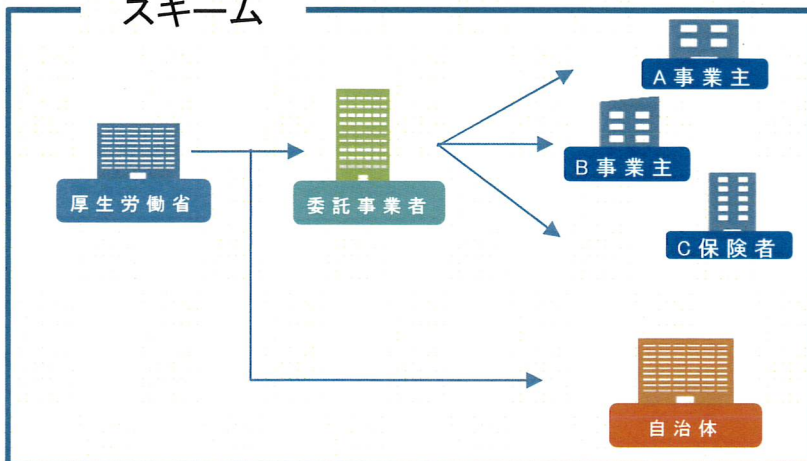 スキーム
A事業主
B事業主
厚生労働省
委託事業者
C保険者
自治体